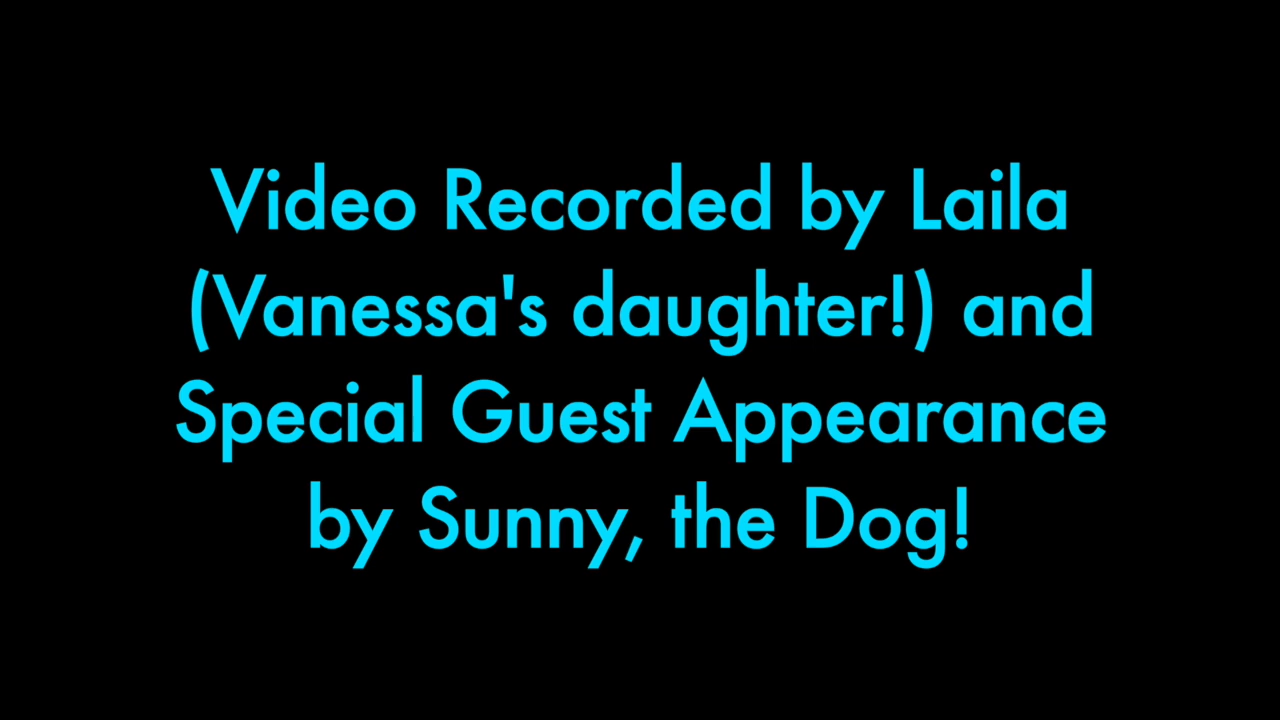 Video Recorded by Laila
(Vanessa's daughter!) and
Special Guest Appearance
by Sunny, the Dog!